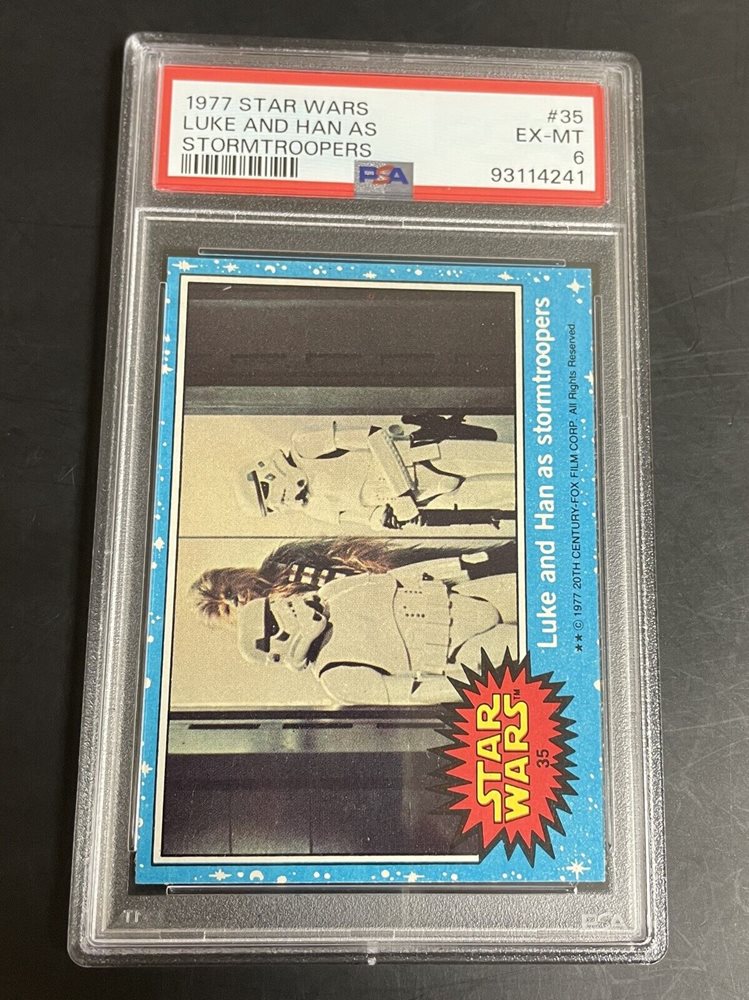 1977 STAR WARS
LUKE AND HAN AS
STORMTROOPERS
#35
EX-MT
6
93114241
PSA
Luke and Han as stormtroopers
★★ © 1977 20TH CENTURY-FOX FILM CORP. All Rights Reserved
STAR
WARS™
35
PSA